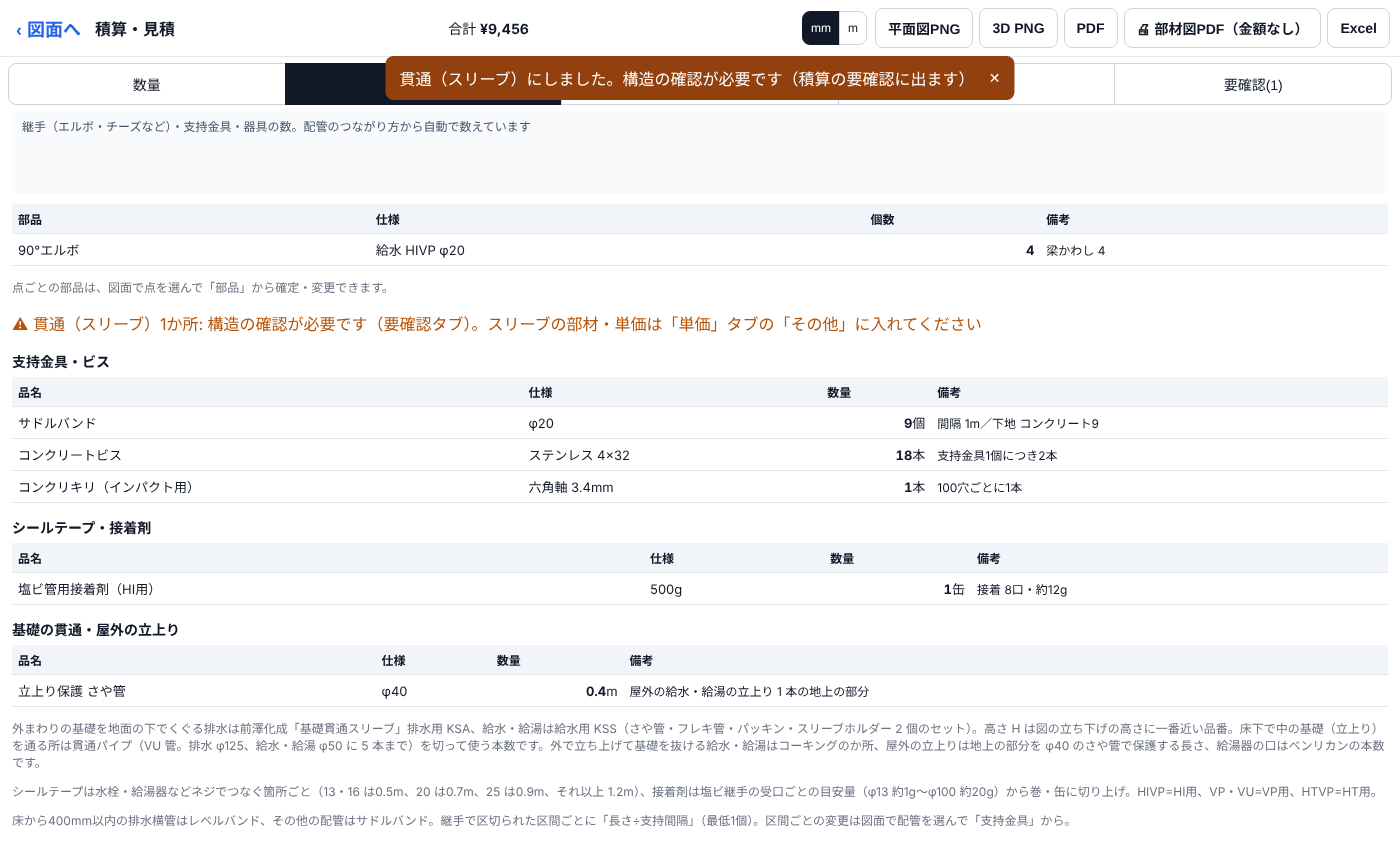 ‹ 図面へ 積算・見積 合計 ¥9,456 mm m 平面図PNG 3D PNG PDF 🖨 部材図PDF（金額なし） Excel
貫通（スリーブ）にしました。構造の確認が必要です（積算の要確認に出ます） ×
数量 要確認(1)
継手（エルボ・チーズなど）・支持金具・器具の数。配管のつながり方から自動で数えています
部品 仕様 個数 備考
90°エルボ 給水 HIVP φ20 4 梁かわし 4
点ごとの部品は、図面で点を選んで「部品」から確定・変更できます。
⚠ 貫通（スリーブ）1か所: 構造の確認が必要です（要確認タブ）。スリーブの部材・単価は「単価」タブの「その他」に入れてください
支持金具・ビス
品名 仕様 数量 備考
サドルバンド φ20 9個 間隔 1m／下地 コンクリート9
コンクリートビス ステンレス 4×32 18本 支持金具1個につき2本
コンクリキリ（インパクト用） 六角軸 3.4mm 1本 100穴ごとに1本
シールテープ・接着剤
品名 仕様 数量 備考
塩ビ管用接着剤（HI用） 500g 1缶 接着 8口・約12g
基礎の貫通・屋外の立上り
品名 仕様 数量 備考
立上り保護 さや管 φ40 0.4m 屋外の給水・給湯の立上り 1 本の地上の部分
外まわりの基礎を地面の下でくぐる排水は前澤化成「基礎貫通スリーブ」排水用 KSA、給水・給湯は給水用 KSS（さや管・フレキ管・パッキン・スリーブホルダー 2 個のセット）。高さ H は図の立ち下げの高さに一番近い品番。床下で中の基礎（立上り）
を通る所は貫通パイプ（VU 管。排水 φ125、給水・給湯 φ50 に 5 本まで）を切って使う本数です。外で立ち上げて基礎を抜ける給水・給湯はコーキングのか所、屋外の立上りは地上の部分を φ40 のさや管で保護する長さ、給湯器の口はベンリカンの本数
です。
シールテープは水栓・給湯器などネジでつなぐ箇所ごと（13・16 は0.5m、20 は0.7m、25 は0.9m、それ以上 1.2m）、接着剤は塩ビ継手の受口ごとの目安量（φ13 約1g〜φ100 約20g）から巻・缶に切り上げ。HIVP=HI用、VP・VU=VP用、HTVP=HT用。
床から400mm以内の排水横管はレベルバンド、その他の配管はサドルバンド。継手で区切られた区間ごとに「長さ÷支持間隔」（最低1個）。区間ごとの変更は図面で配管を選んで「支持金具」から。